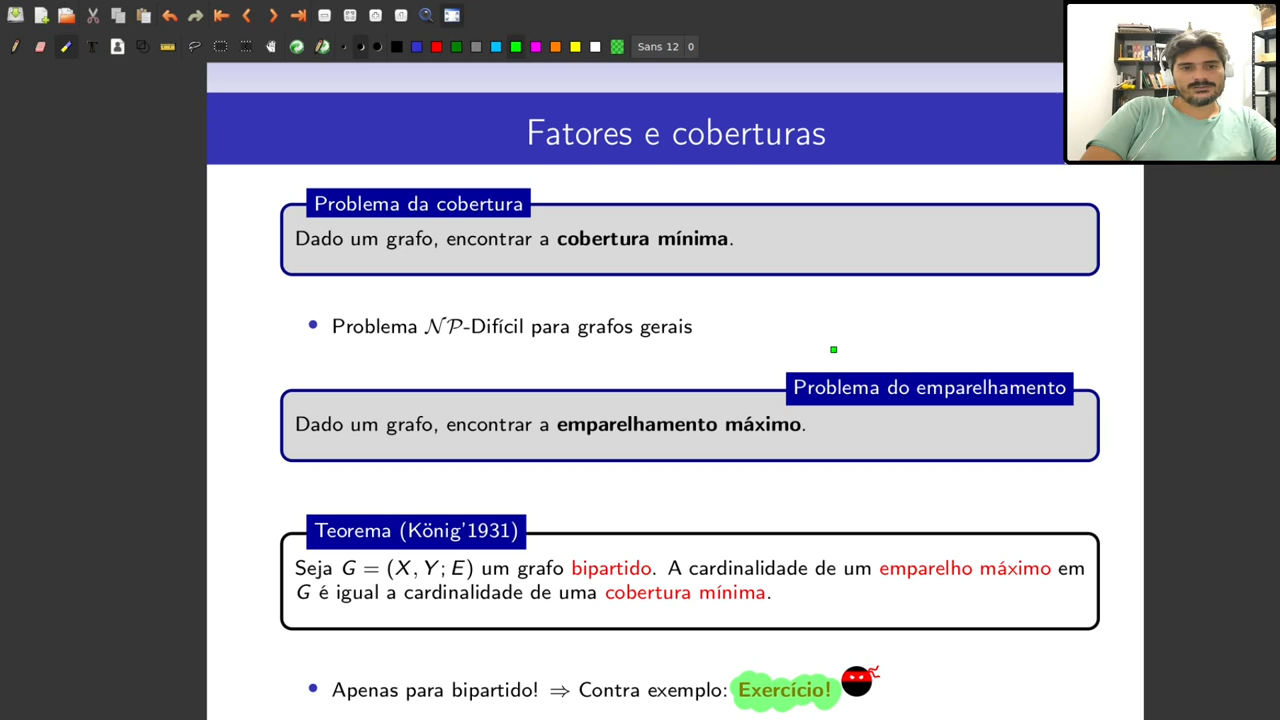 Sans 12 0
Fatores e coberturas
Problema da cobertura
Dado um grafo, encontrar a cobertura mínima.
• Problema NP-Difícil para grafos gerais
Problema do emparelhamento
Dado um grafo, encontrar a emparelhamento máximo.
Teorema (König'1931)
Seja G = (X, Y; E) um grafo bipartido. A cardinalidade de um emparelho máximo em
G é igual a cardinalidade de uma cobertura mínima.
• Apenas para bipartido! ⇒ Contra exemplo: Exercício!